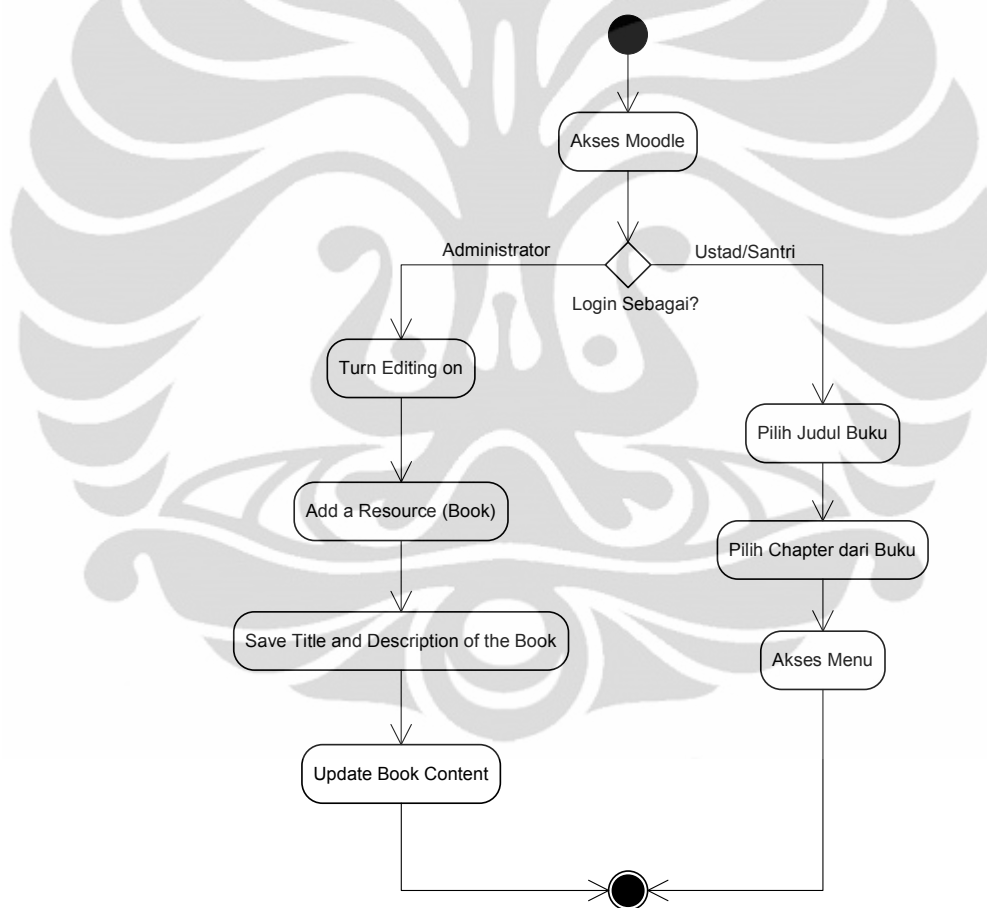 Akses Moodle
Administrator
Ustad/Santri
Login Sebagai?
Turn Editing on
Pilih Judul Buku
Add a Resource (Book)
Pilih Chapter dari Buku
Save Title and Description of the Book
Akses Menu
Update Book Content